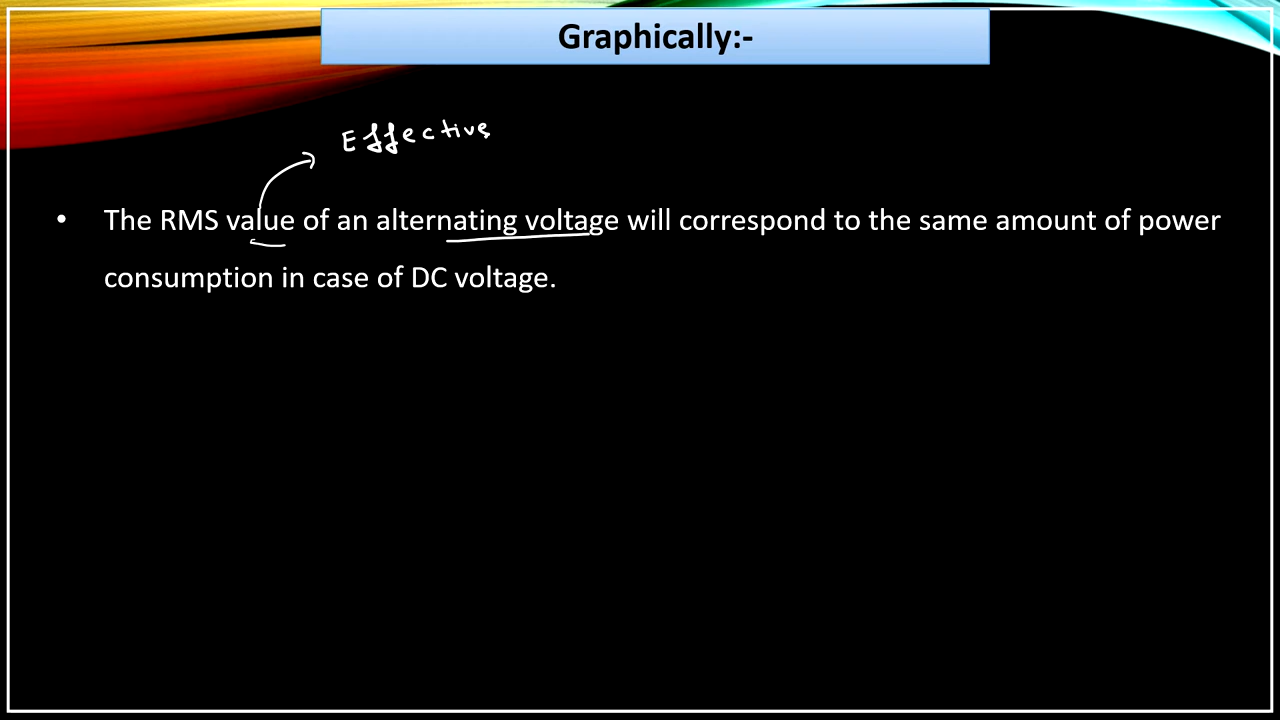 Graphically:-
Effective
• The RMS value of an alternating voltage will correspond to the same amount of power
consumption in case of DC voltage.